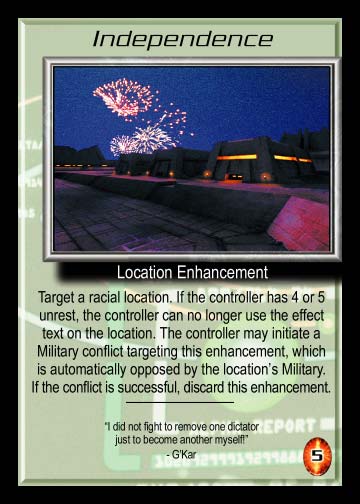 Independence
Location Enhancement
Target a racial location. If the controller has 4 or 5
unrest, the controller can no longer use the effect
text on the location. The controller may initiate a
Military conflict targeting this enhancement, which
is automatically opposed by the location's Military.
If the conflict is successful, discard this enhancement.
"I did not fight to remove one dictator
just to become another myself!"
- G'Kar
5